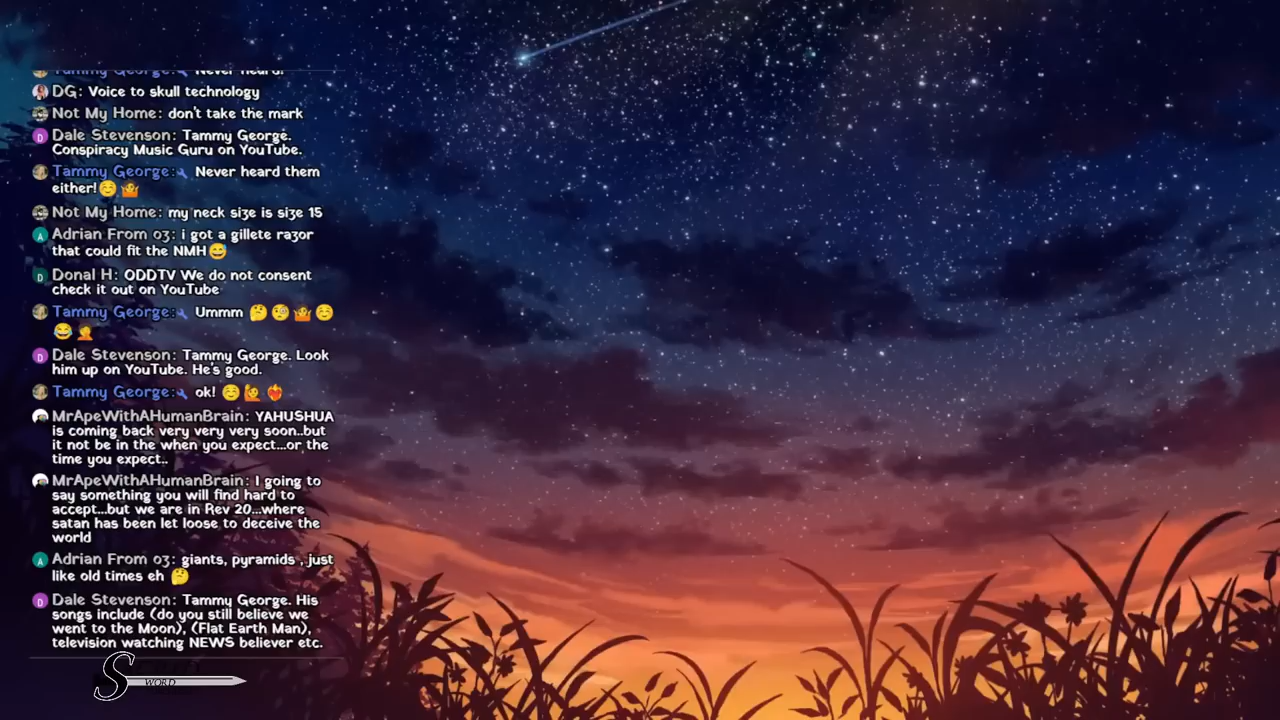 Tammy George: Never heard!
DG: Voice to skull technology
Not My Home: don't take the mark
Dale Stevenson: Tammy George.
Conspiracy Music Guru on YouTube.
Tammy George: Never heard them
either!☺️🤷
Not My Home: my neck size is size 15
Adrian From 03: i got a gillete razor
that could fit the NMH😅
Donal H: ODDTV We do not consent
check it out on YouTube
Tammy George: Ummm 🤔🧐🤷☺️
😂🤦
Dale Stevenson: Tammy George. Look
him up on YouTube. He's good.
Tammy George: ok! ☺️🙋❤️‍🔥
MrApeWithAHumanBrain: YAHUSHUA
is coming back very very very soon..but
it not be in the when you expect...or the
time you expect..
MrApeWithAHumanBrain: I going to
say something you will find hard to
accept...but we are in Rev 20...where
satan has been let loose to deceive the
world
Adrian From 03: giants, pyramids , just
like old times eh 🤔
Dale Stevenson: Tammy George. His
songs include (do you still believe we
went to the Moon), (Flat Earth Man),
television watching NEWS believer etc.
S
WORD